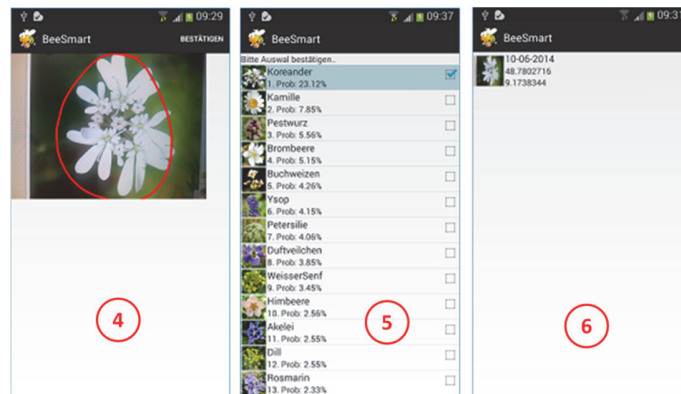 09:29
BeeSmart BESTÄTIGEN
4
09:37
BeeSmart
Bitte Auswal bestätigen..
Koreander
1. Prob: 23.12%
Kamille
2. Prob: 7.85%
Pestwurz
3. Prob: 5.56%
Brombeere
4. Prob: 5.15%
Buchweizen
5. Prob: 4.26%
Ysop
6. Prob: 4.15%
Petersilie
7. Prob: 4.06%
Duftveilchen
8. Prob: 3.85%
WeisserSenf
9. Prob: 3.45%
Himbeere
10. Prob: 2.56%
Akelei
11. Prob: 2.55%
Dill
12. Prob: 2.55%
Rosmarin
13. Prob: 2.33%
5
09:31
BeeSmart
10-06-2014
48.7802716
9.1738344
6